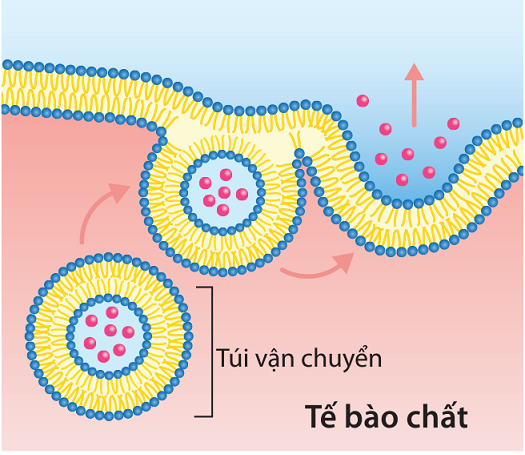 Túi vận chuyển
Tế bào chất